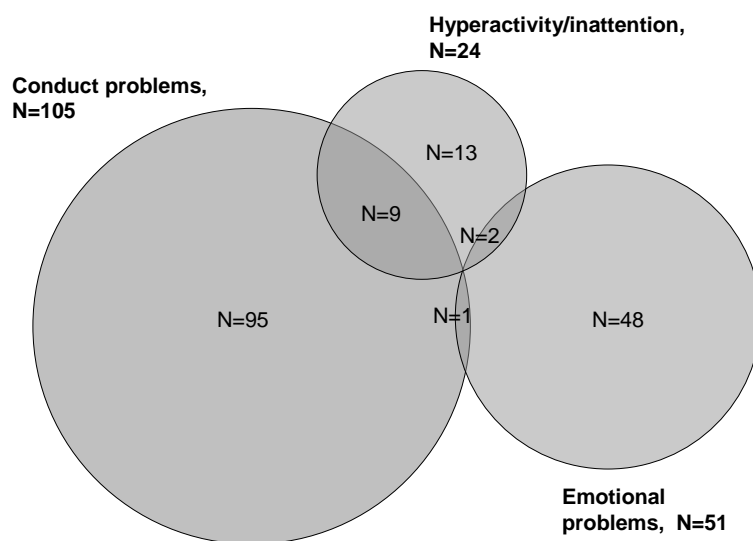 Hyperactivity/inattention,
N=24
Conduct problems,
N=105
N=13
N=9
N=2
N=95
N=1
N=48
Emotional
problems, N=51